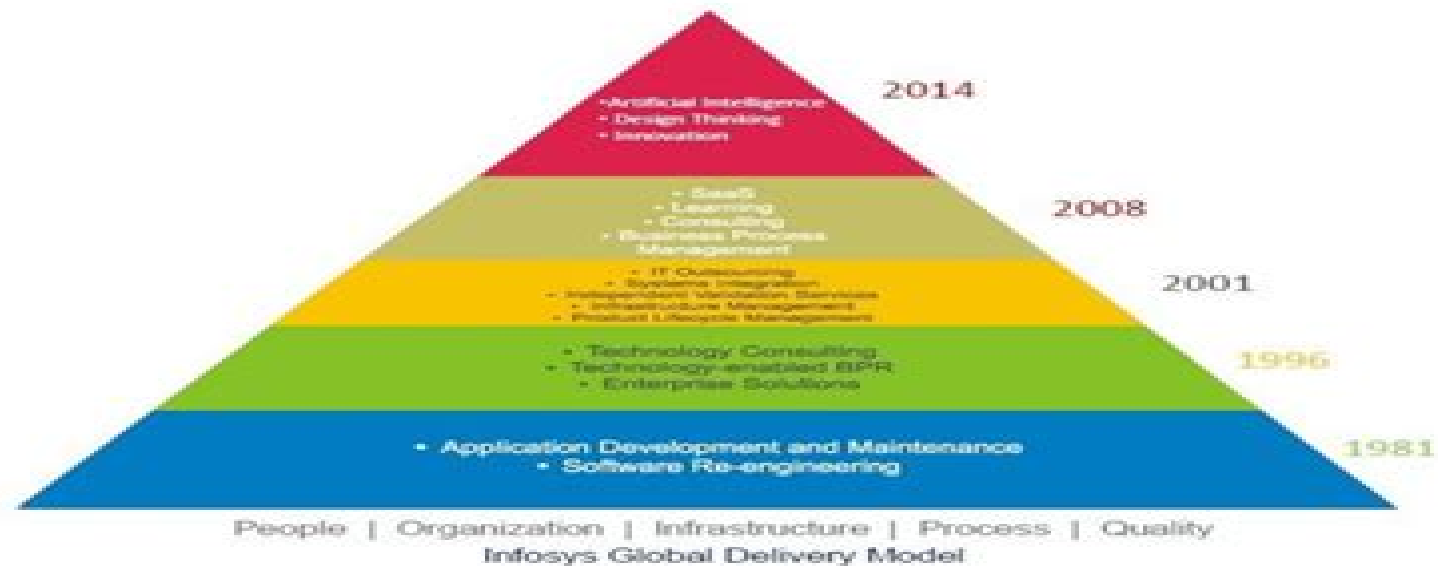 •Artificial Intelligence
• Design Thinking
• Innovation
2014
• SaaS
• Learning
• Consulting
• Business Process
Management
2008
• IT Outsourcing
• Systems Integration
• Independent Validation Services
• Infrastructure Management
• Product Lifecycle Management
2001
• Technology Consulting
• Technology-enabled BPR
• Enterprise Solutions
1996
• Application Development and Maintenance
• Software Re-engineering
1981
People | Organization | Infrastructure | Process | Quality
Infosys Global Delivery Model